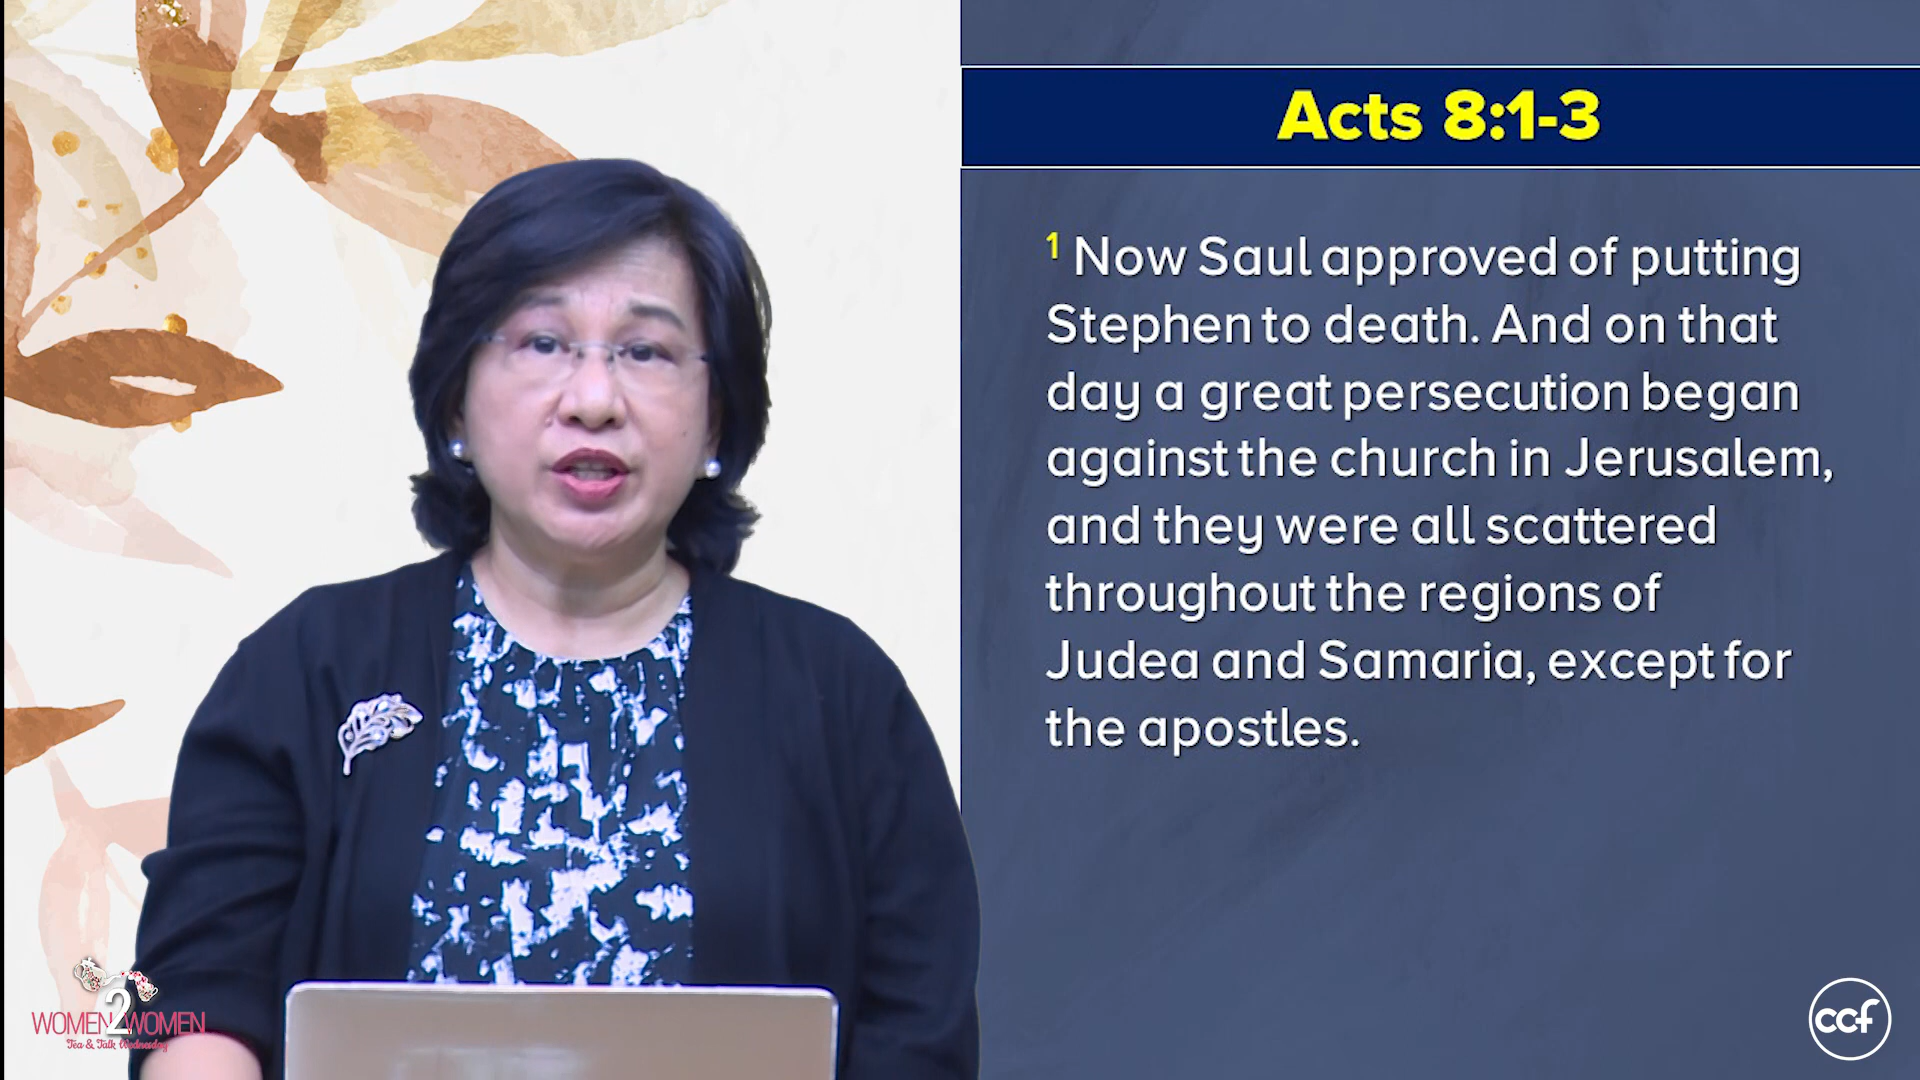 Acts 8:1-3
1 Now Saul approved of putting
Stephen to death. And on that
day a great persecution began
against the church in Jerusalem,
and they were all scattered
throughout the regions of
Judea and Samaria, except for
the apostles.
WOMEN2WOMEN
Tea & Talk Wednesday
ccf